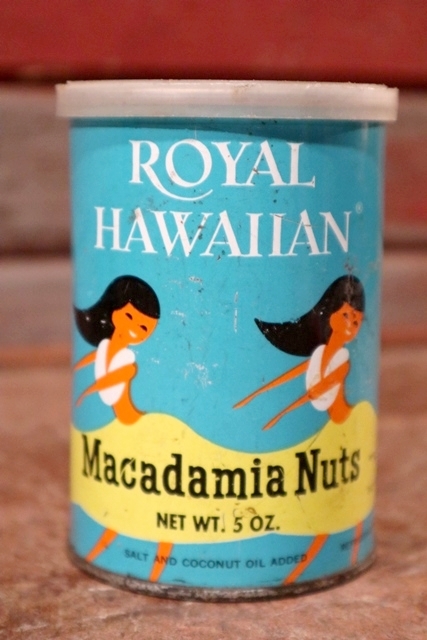 ROYAL
HAWAIIAN®
Macadamia Nuts
NET WT. 5 OZ.
SALT AND COCONUT OIL ADDED